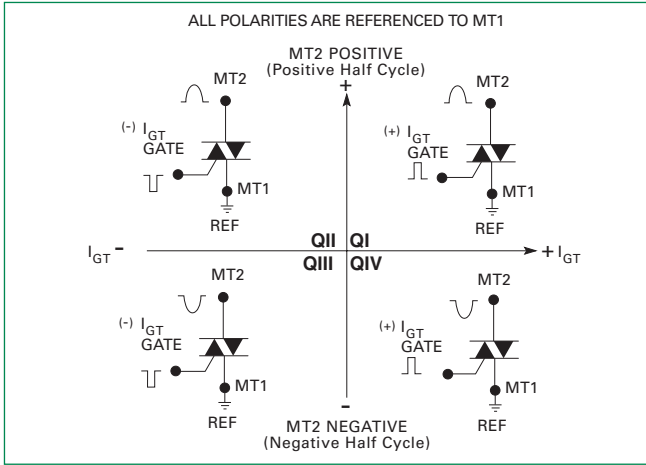 ALL POLARITIES ARE REFERENCED TO MT1
MT2 POSITIVE
(Positive Half Cycle)
+
MT2
(-) IGT
GATE
MT1
REF
MT2
(+) IGT
GATE
MT1
REF
IGT -
QII QI
QIII QIV
+ IGT
MT2
(-) IGT
GATE
MT1
REF
MT2
(+) IGT
GATE
MT1
REF
-
MT2 NEGATIVE
(Negative Half Cycle)